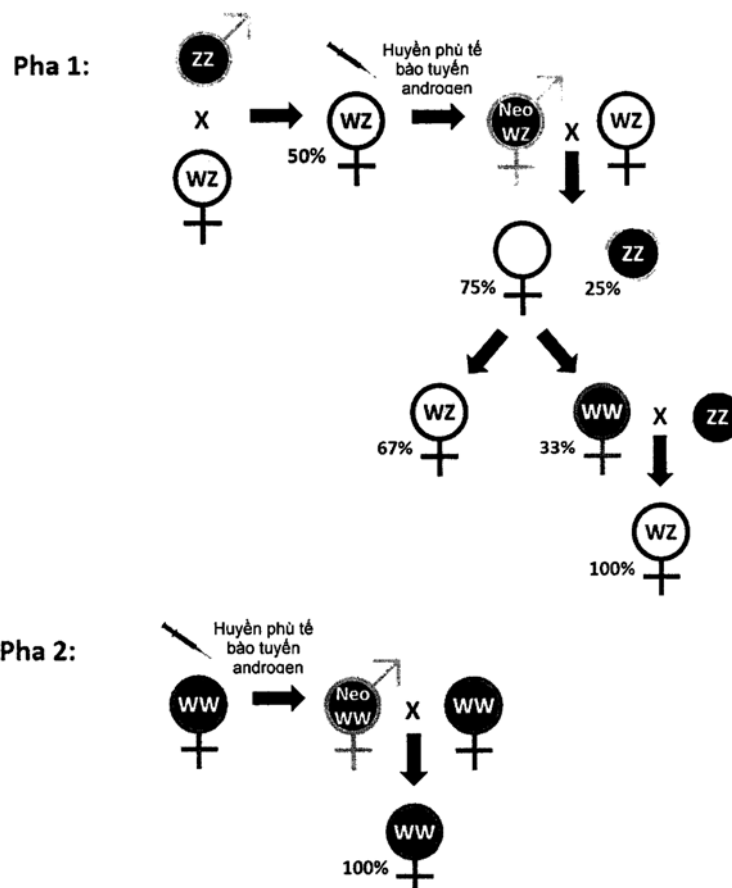 Pha 1:
ZZ
X
WZ
50%
WZ
Huyền phù tế
bào tuyến
androgen
Neo
WZ
X
WZ
75%
ZZ
25%
WZ
67%
WW
33%
X
ZZ
WZ
100%
Pha 2:
WW
Huyền phù tế
bào tuyến
androgen
Neo
WW
X
WW
WW
100%